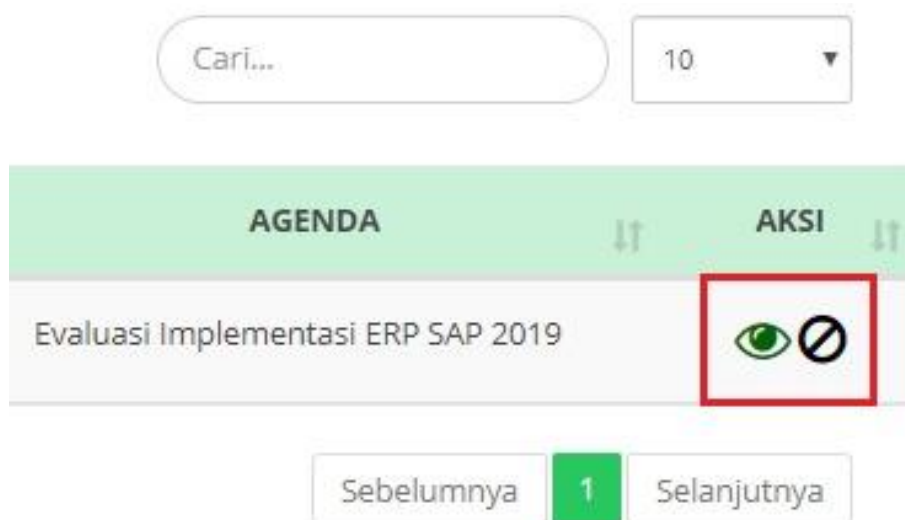 Cari...
10
AGENDA
AKSI
Evaluasi Implementasi ERP SAP 2019
Sebelumnya
1
Selanjutnya